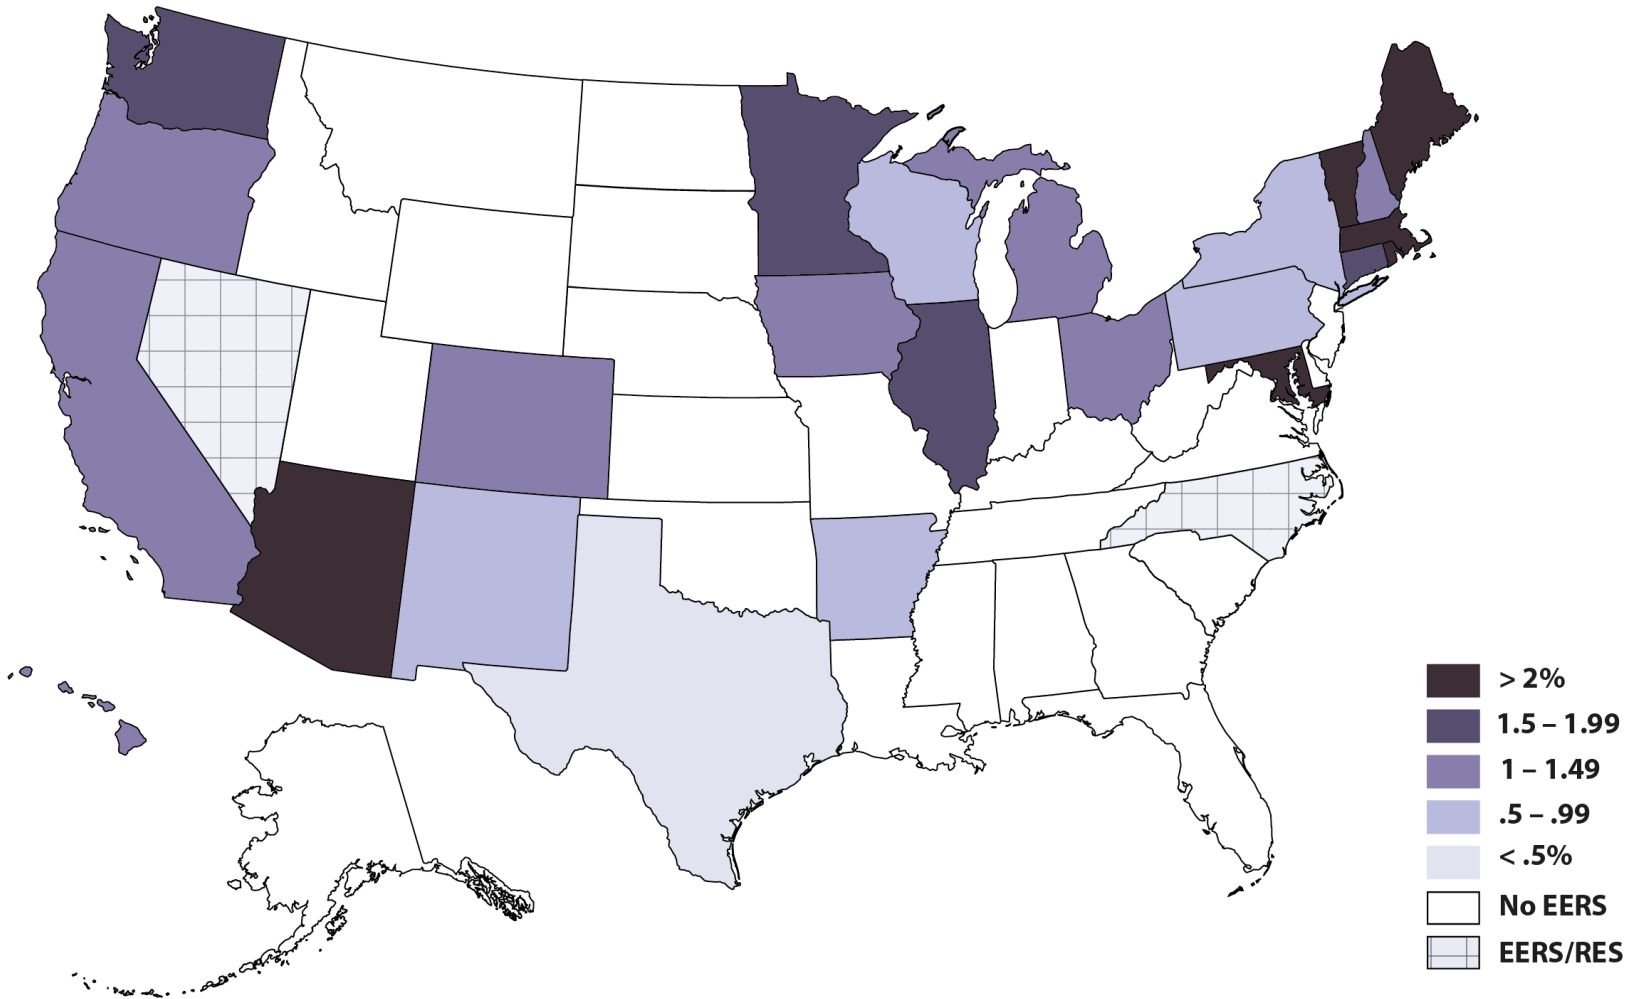 > 2%
1.5 – 1.99
1 – 1.49
.5 – .99
< .5%
No EERS
EERS/RES